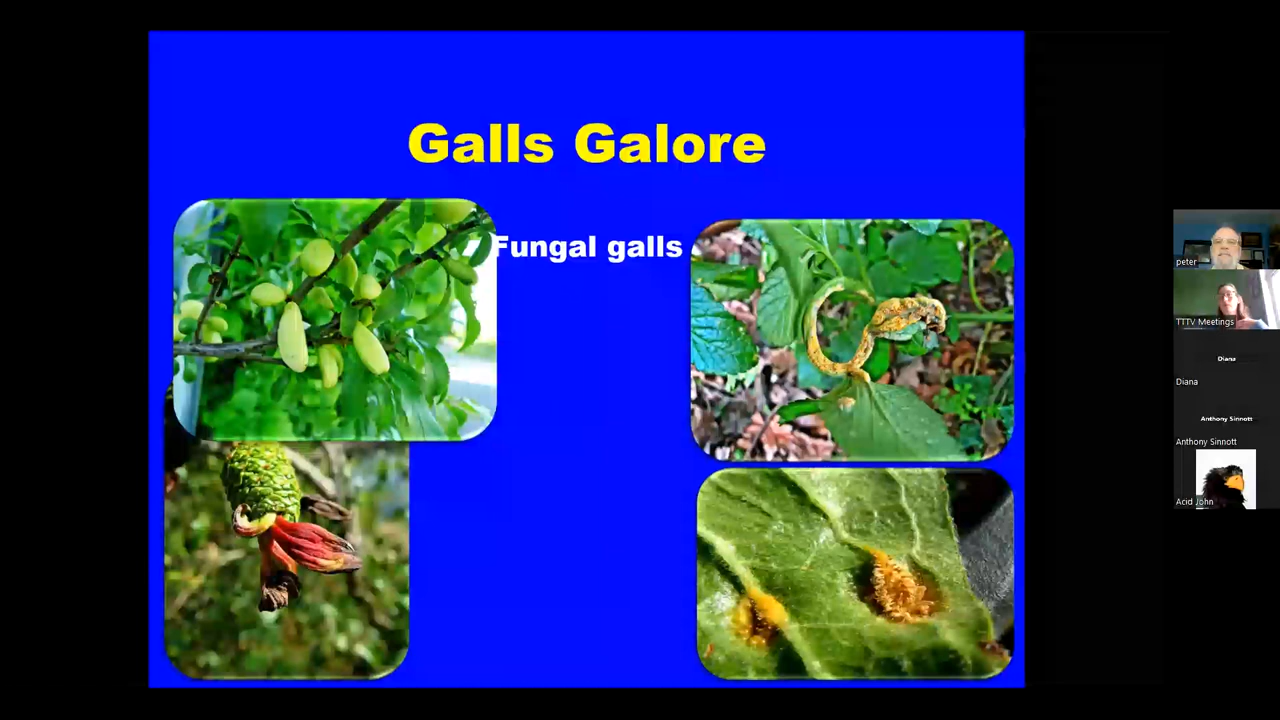 Galls Galore
Fungal galls
peter
TTTV Meetings
Diana
Diana
Anthony Sinnott
Anthony Sinnott
Acid John